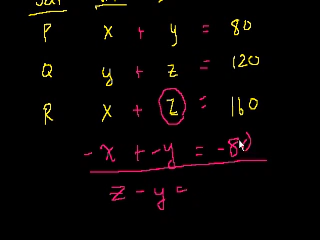 P x + y = 80
Q y + z = 120
R x + z = 160
- x + - y = - 80
z - y =